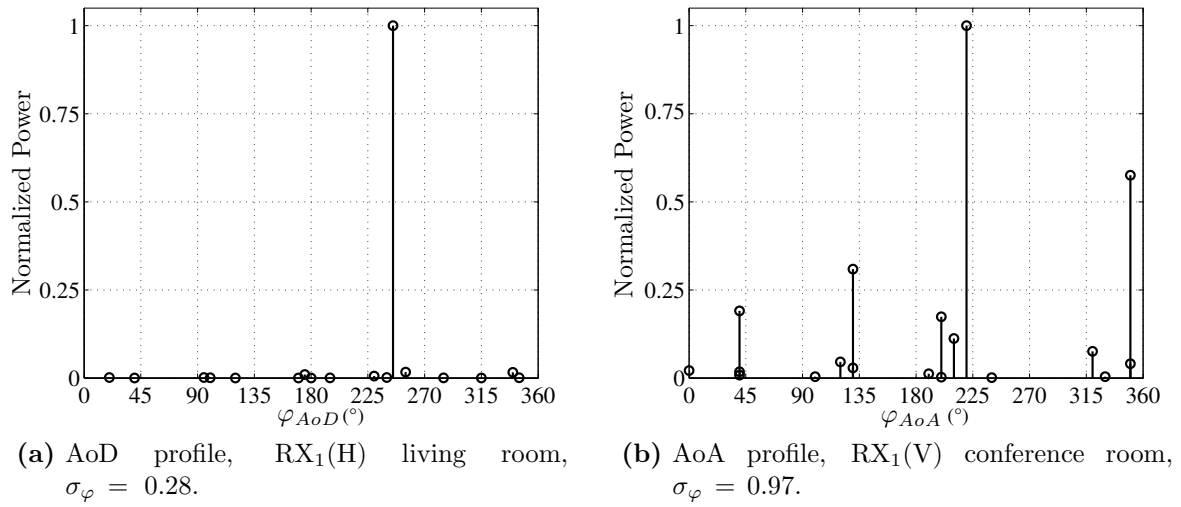 1
0.75
0.5
0.25
0
Normalized Power
0 45 90 135 180 225 270 315 360
φAoD (°)
(a) AoD profile, RX1(H) living room,
σφ = 0.28.
1
0.75
0.5
0.25
0
Normalized Power
0 45 90 135 180 225 270 315 360
φAoA (°)
(b) AoA profile, RX1(V) conference room,
σφ = 0.97.